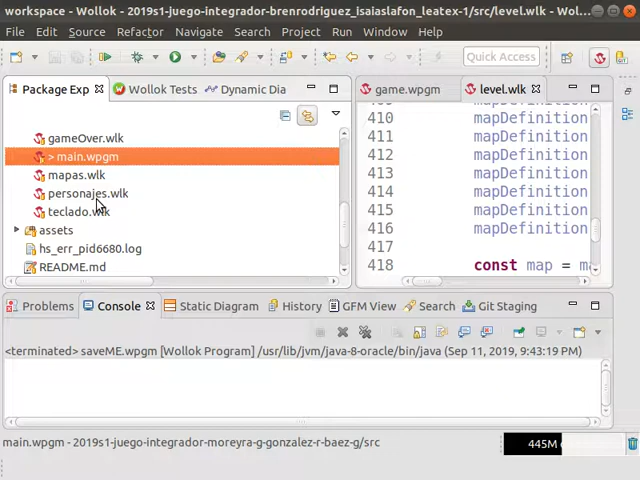 workspace - Wollok - 2019s1-juego-integrador-brenrodriguez_isaiaslafon_leatex-1/src/level.wlk - Wol...
File Edit Source Refactor Navigate Search Project Run Window Help
Quick Access
Package Exp
Wollok Tests
Dynamic Dia
game.wpgm
level.wlk
gameOver.wlk
> main.wpgm
mapas.wlk
personajes.wlk
teclado.wlk
assets
hs_err_pid6680.log
README.md
410 mapDefinition
411 mapDefinition
412 mapDefinition
413 mapDefinition
414 mapDefinition
415 mapDefinition
416 mapDefinition
417
418 const map = m
Problems
Console
Static Diagram
History
GFM View
Search
Git Staging
<terminated> saveME.wpgm [Wollok Program] /usr/lib/jvm/java-8-oracle/bin/java (Sep 11, 2019, 9:43:19 PM)
main.wpgm - 2019s1-juego-integrador-moreyra-g-gonzalez-r-baez-g/src
445M